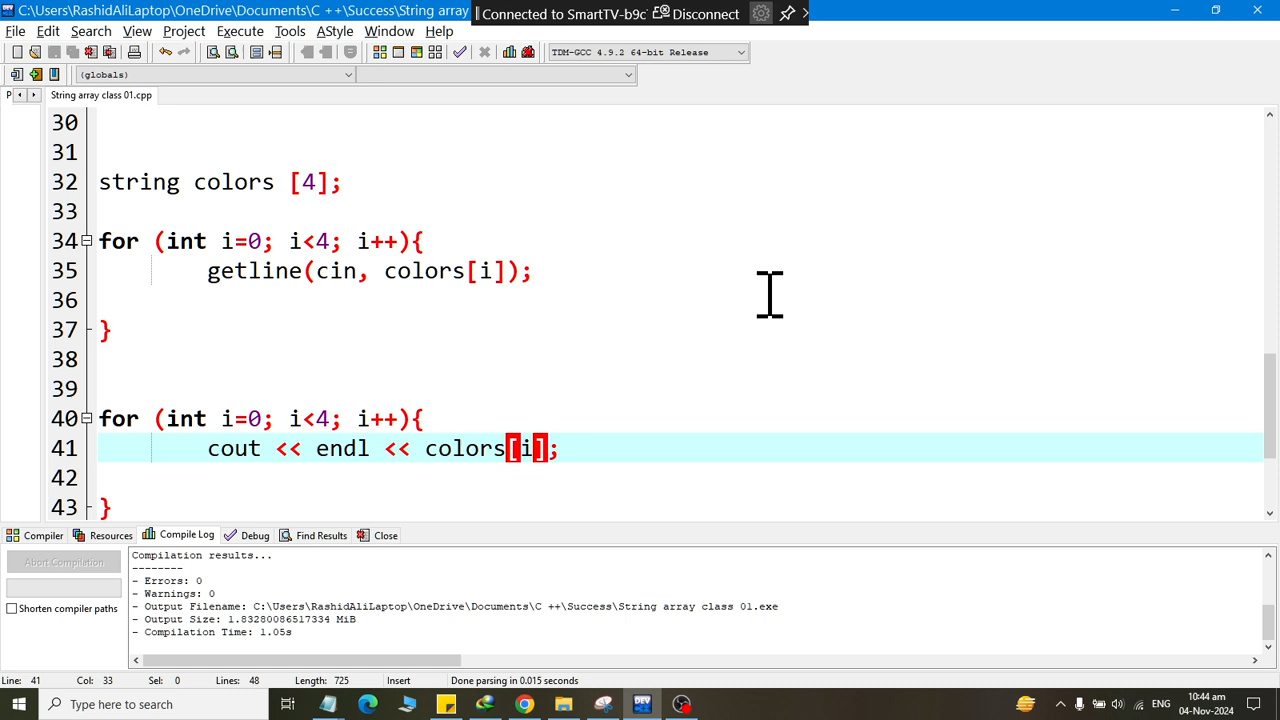 C:\Users\RashidAliLaptop\OneDrive\Documents\C ++\Success\String array
Connected to SmartTV-b9c Disconnect
File Edit Search View Project Execute Tools AStyle Window Help
TDM-GCC 4.9.2 64-bit Release
(globals)
P String array class 01.cpp
30
31
32 string colors [4];
33
34 for (int i=0; i<4; i++){
35 getline(cin, colors[i]);
36
37 }
38
39
40 for (int i=0; i<4; i++){
41 cout << endl << colors[i];
42
43 }
Compiler Resources Compile Log Debug Find Results Close
Abort Compilation
Shorten compiler paths
Compilation results...
--------
- Errors: 0
- Warnings: 0
- Output Filename: C:\Users\RashidAliLaptop\OneDrive\Documents\C ++\Success\String array class 01.exe
- Output Size: 1.83280086517334 MiB
- Compilation Time: 1.05s
Line: 41 Col: 33 Sel: 0 Lines: 48 Length: 725 Insert Done parsing in 0.015 seconds
Type here to search
DEV
10:44 am
04-Nov-2024